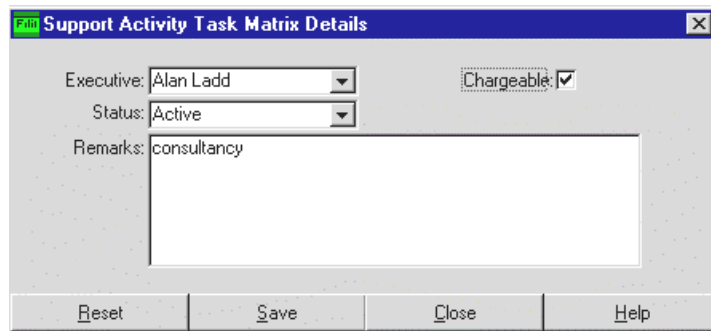 Edit Support Activity Task Matrix Details
Executive: Alan Ladd Chargeable:
Status: Active
Remarks: consultancy
Reset Save Close Help